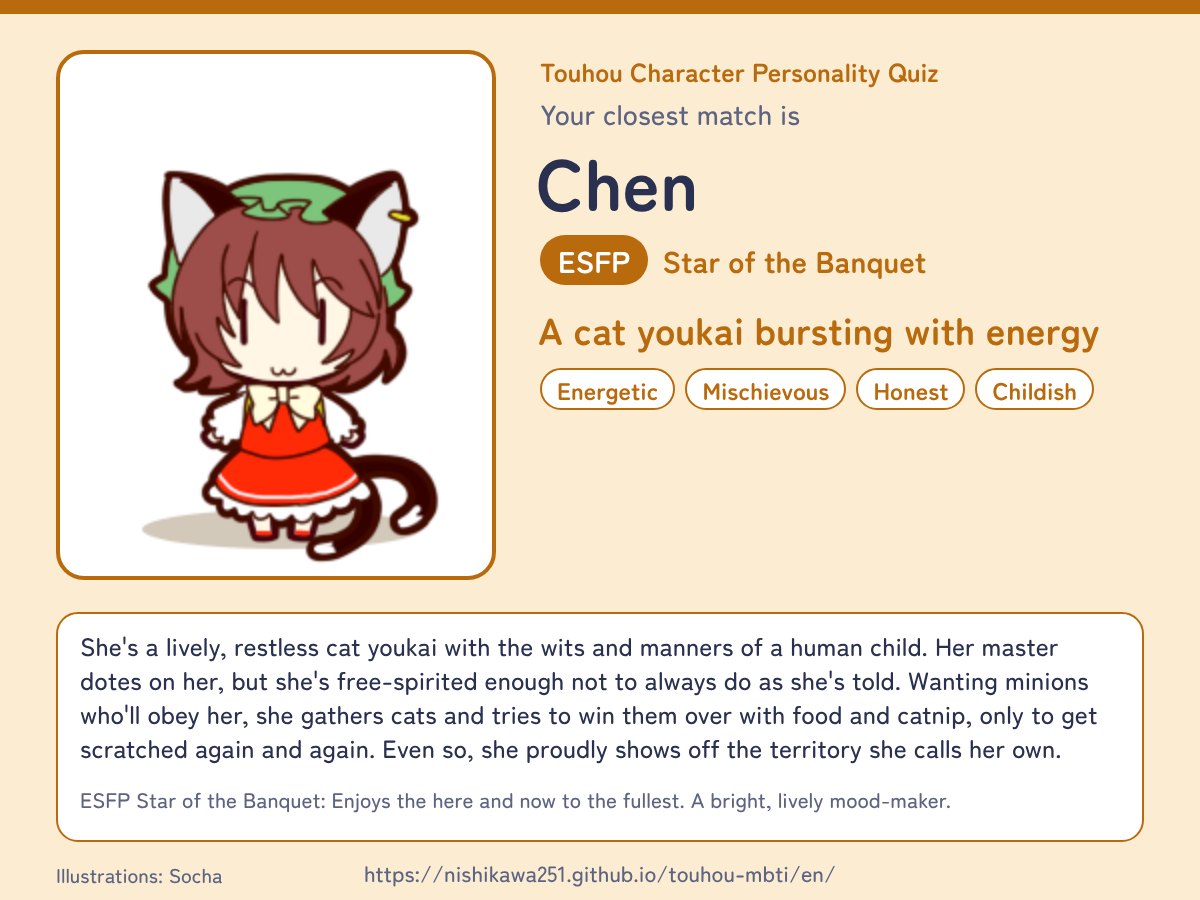 Touhou Character Personality Quiz
Your closest match is
Chen
ESFP Star of the Banquet
A cat youkai bursting with energy
Energetic Mischievous Honest Childish
She's a lively, restless cat youkai with the wits and manners of a human child. Her master
dotes on her, but she's free-spirited enough not to always do as she's told. Wanting minions
who'll obey her, she gathers cats and tries to win them over with food and catnip, only to get
scratched again and again. Even so, she proudly shows off the territory she calls her own.
ESFP Star of the Banquet: Enjoys the here and now to the fullest. A bright, lively mood-maker.
Illustrations: Socha https://nishikawa251.github.io/touhou-mbti/en/